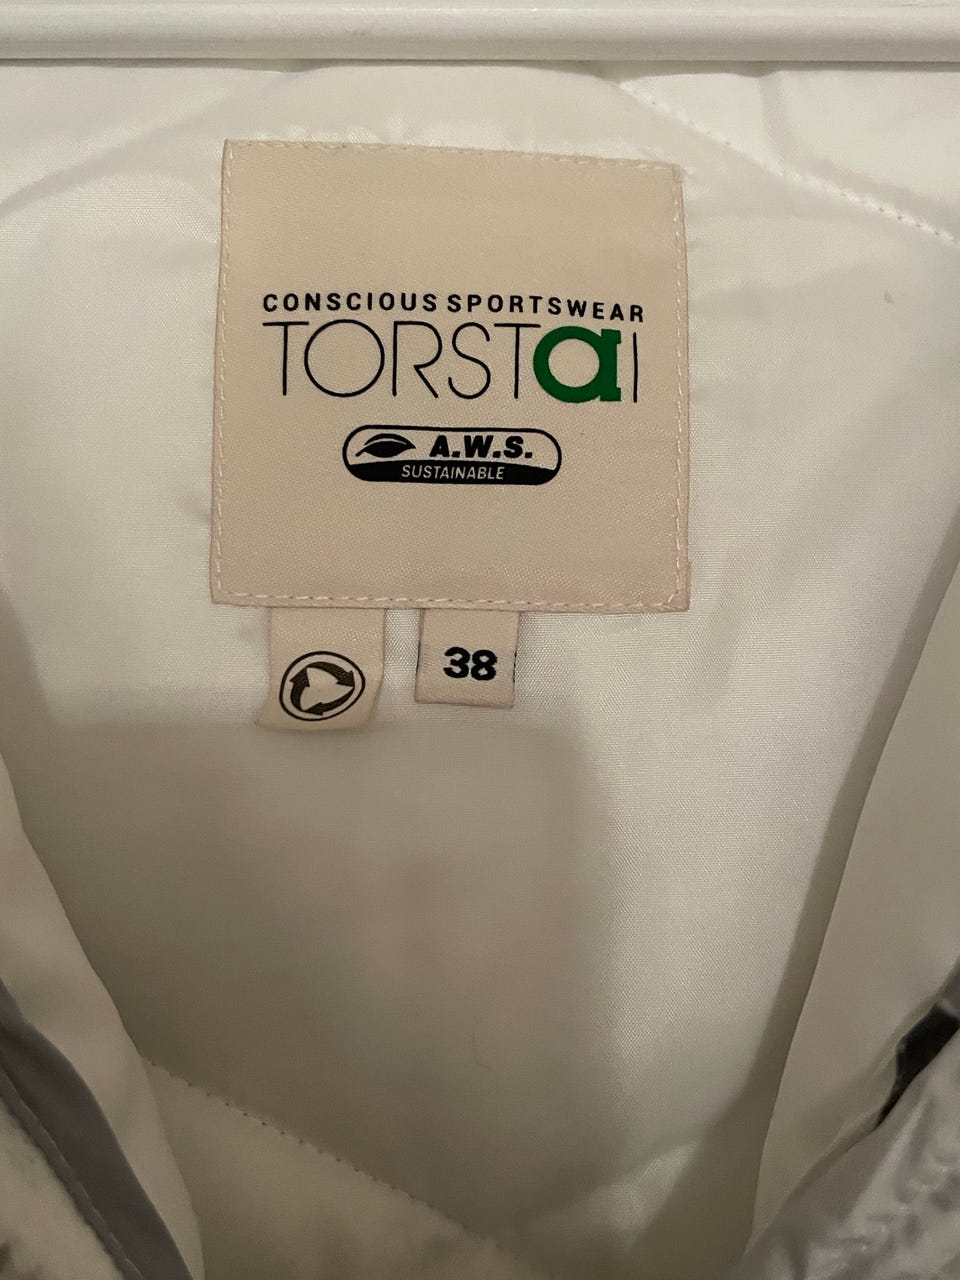 CONSCIOUS SPORTSWEAR
TORSTaI
A.W.S.
SUSTAINABLE
38